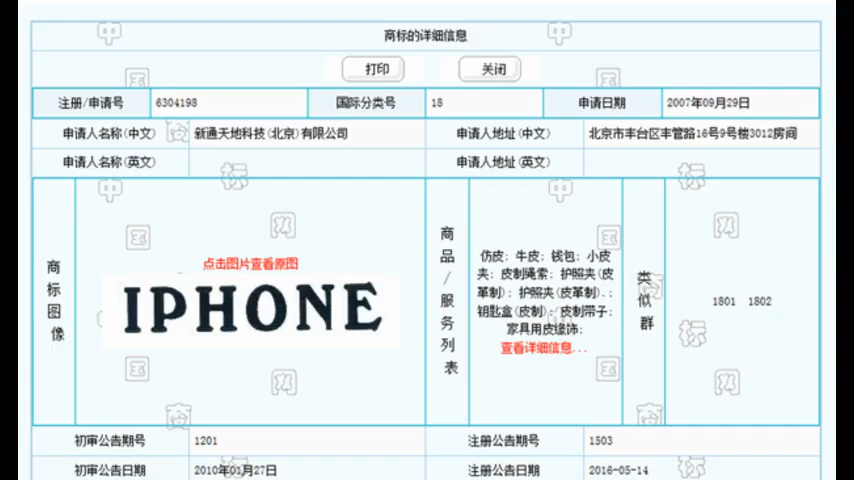 商标的详细信息
打印 关闭
注册/申请号 6304198 国际分类号 18 申请日期 2007年09月29日
申请人名称(中文) 新通天地科技(北京)有限公司 申请人地址(中文) 北京市丰台区丰管路16号9号楼3012房间
申请人名称(英文) 申请人地址(英文)
商标图像
点击图片查看原图
IPHONE
商品/服务列表
仿皮; 牛皮; 钱包; 小皮
夹; 皮制绳索; 护照夹(皮
革制); 护照夹(皮革制).;
钥匙盒(皮制); 皮制带子;
家具用皮缘饰;
查看详细信息...
类似群
1801 1802
初审公告期号 1201 注册公告期号 1503
初审公告日期 2010年01月27日 注册公告日期 2016-05-14